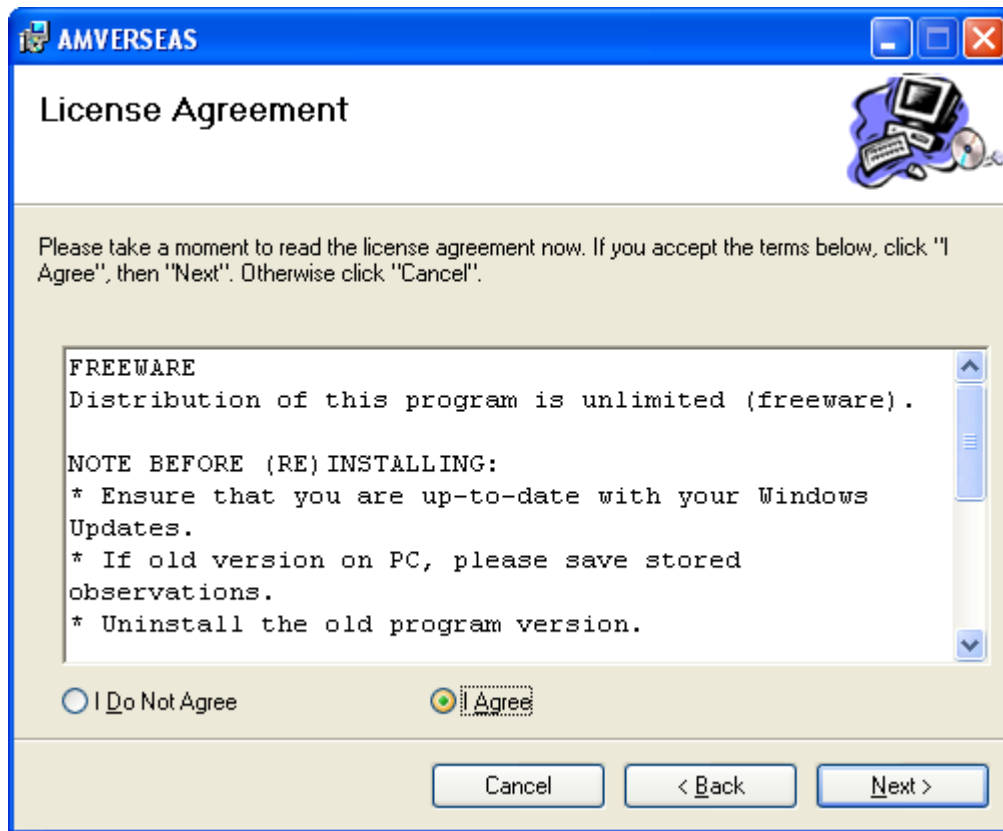 AMVERSEAS
License Agreement
Please take a moment to read the license agreement now. If you accept the terms below, click "I
Agree", then "Next". Otherwise click "Cancel".
FREEWARE
Distribution of this program is unlimited (freeware).
NOTE BEFORE (RE)INSTALLING:
* Ensure that you are up-to-date with your Windows
Updates.
* If old version on PC, please save stored
observations.
* Uninstall the old program version.
I Do Not Agree
I Agree
Cancel
< Back
Next >